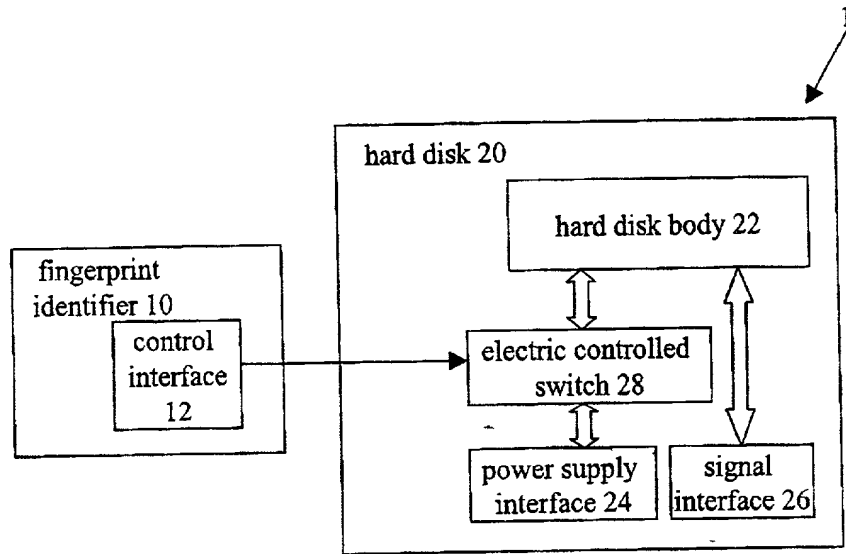 1
hard disk 20
hard disk body 22
fingerprint
identifier 10
control
interface
12
electric controlled
switch 28
power supply
interface 24
signal
interface 26